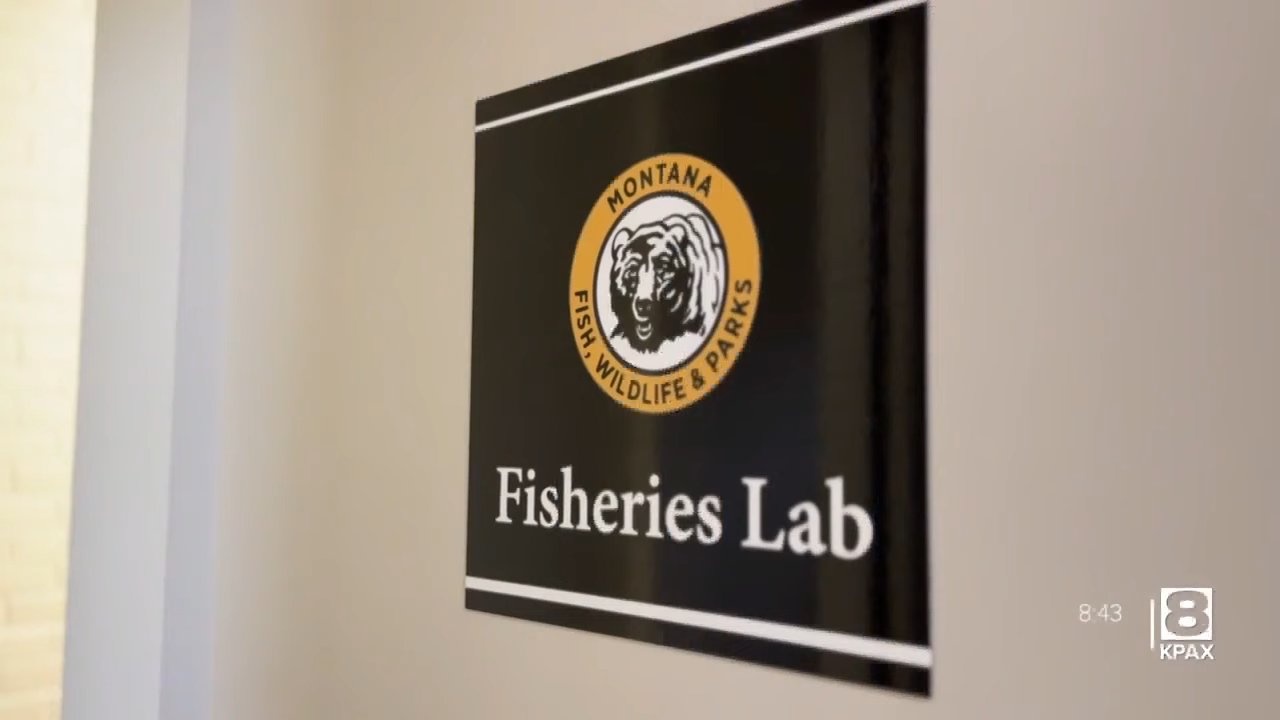 MONTANA
FISH, WILDLIFE & PARKS
Fisheries Lab
8:43
8
KPAX